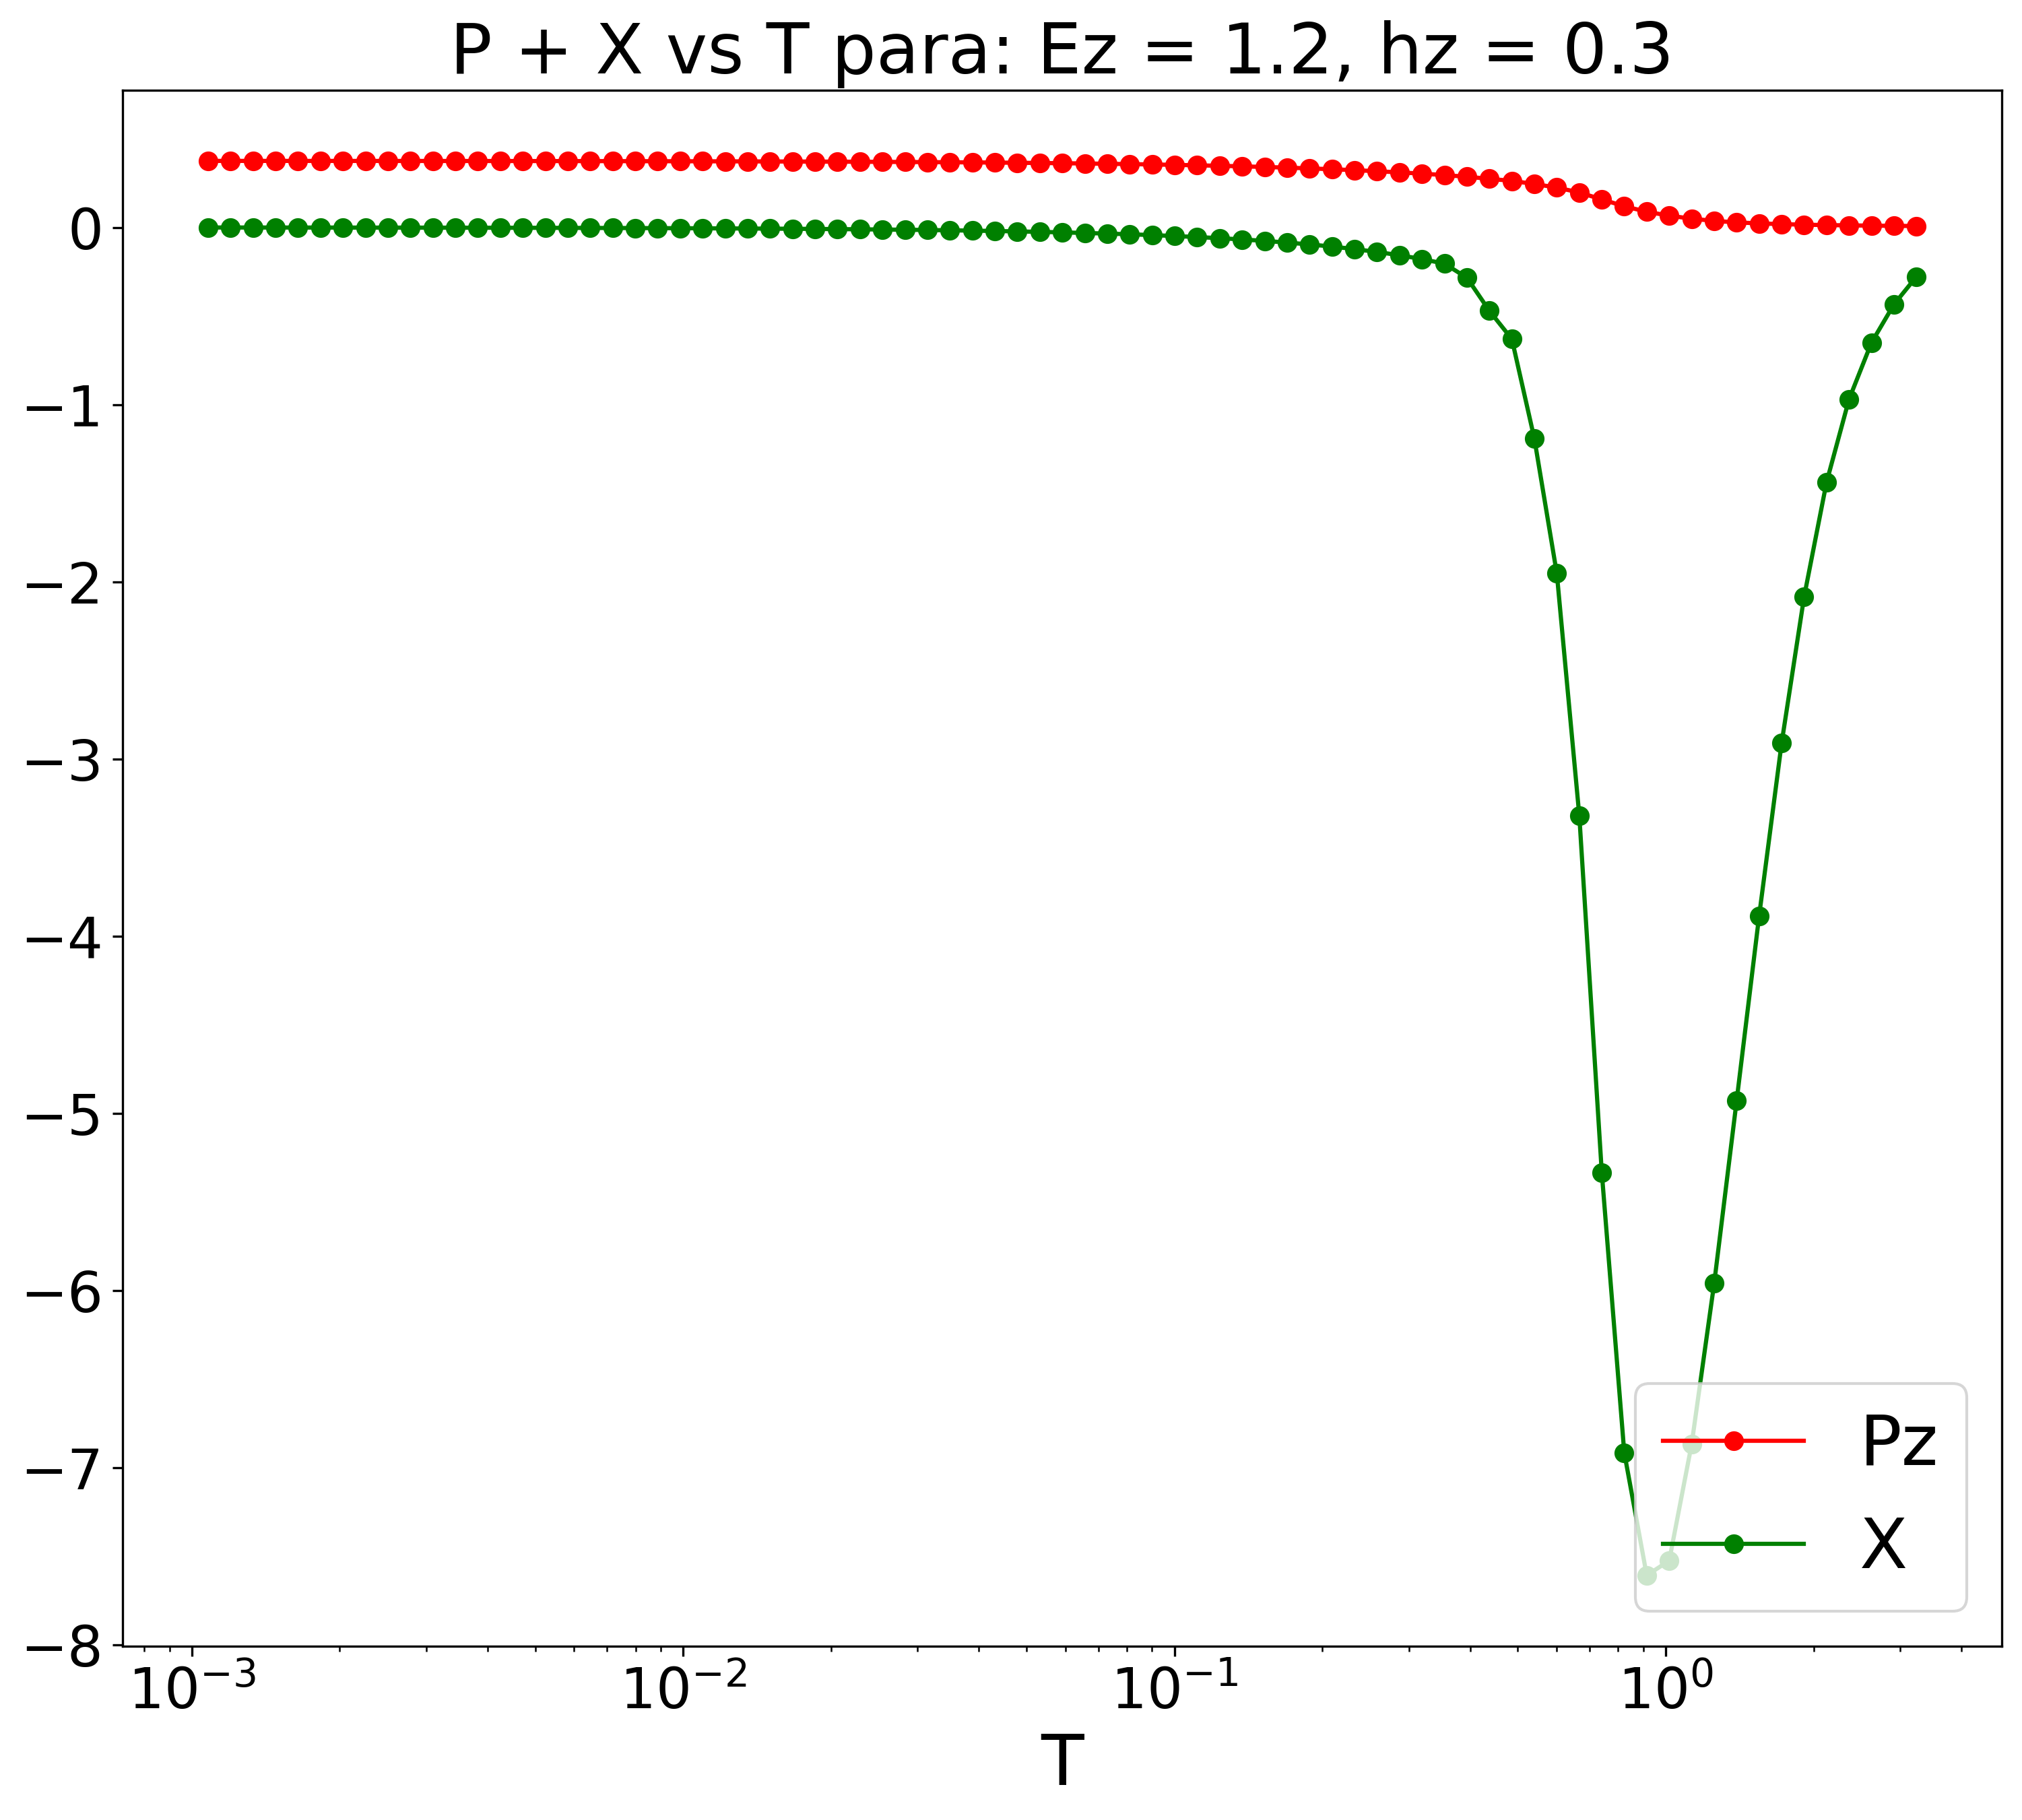 P + X vs T para: Ez = 1.2, hz = 0.3
0
−1
−2
−3
−4
−5
−6
−7
−8
Pz
X
10⁻³ 10⁻² 10⁻¹ 10⁰
T